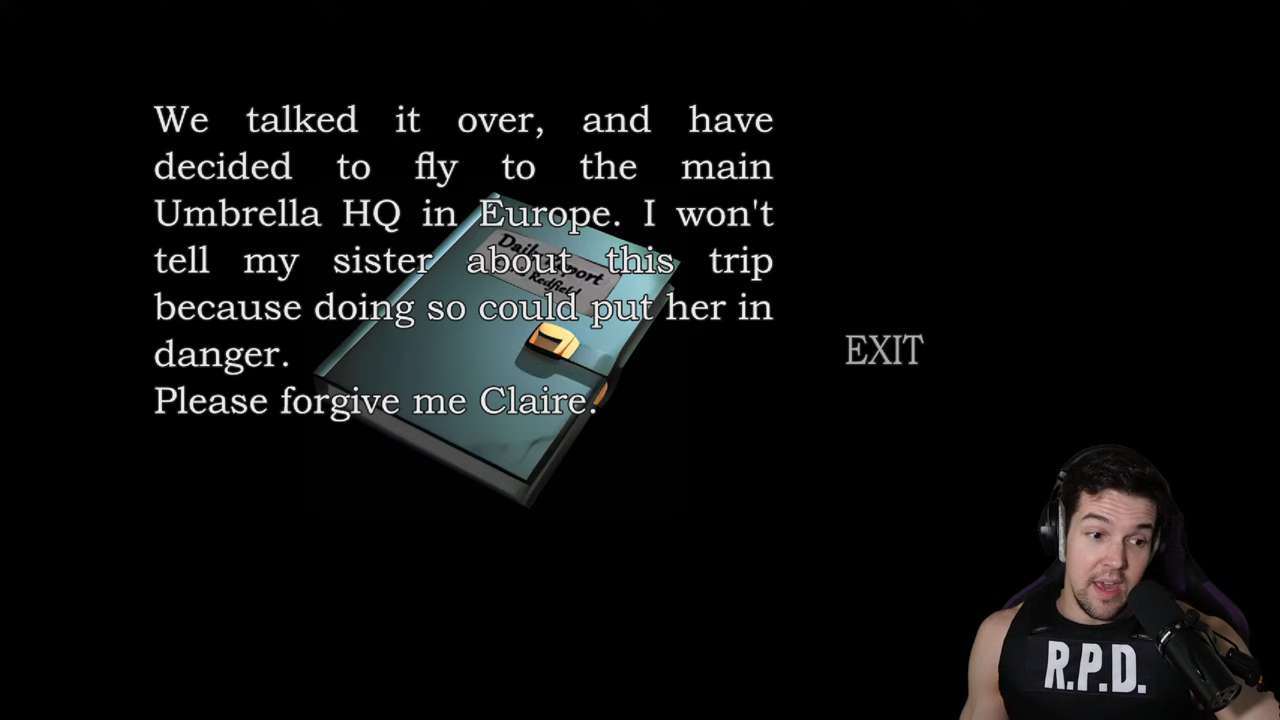 We talked it over, and have
decided to fly to the main
Umbrella HQ in Europe. I won't
tell my sister about this trip
because doing so could put her in
danger.
Please forgive me Claire.
Redfield
EXIT
R.P.D.